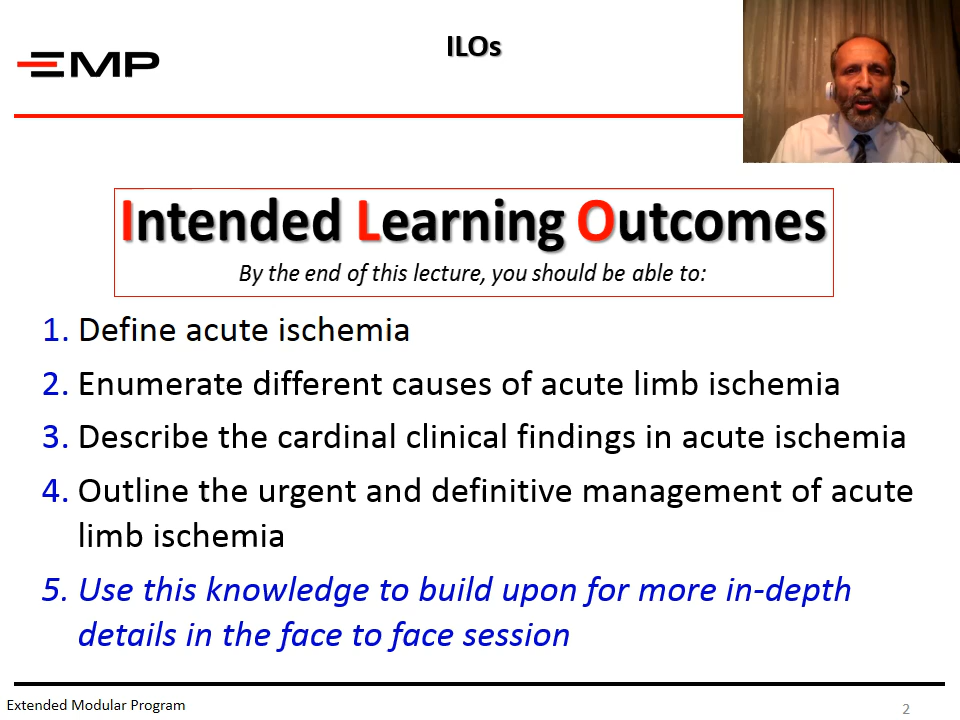 EMP
ILOs
Intended Learning Outcomes
By the end of this lecture, you should be able to:
1. Define acute ischemia
2. Enumerate different causes of acute limb ischemia
3. Describe the cardinal clinical findings in acute ischemia
4. Outline the urgent and definitive management of acute
limb ischemia
5. Use this knowledge to build upon for more in-depth
details in the face to face session
Extended Modular Program
2